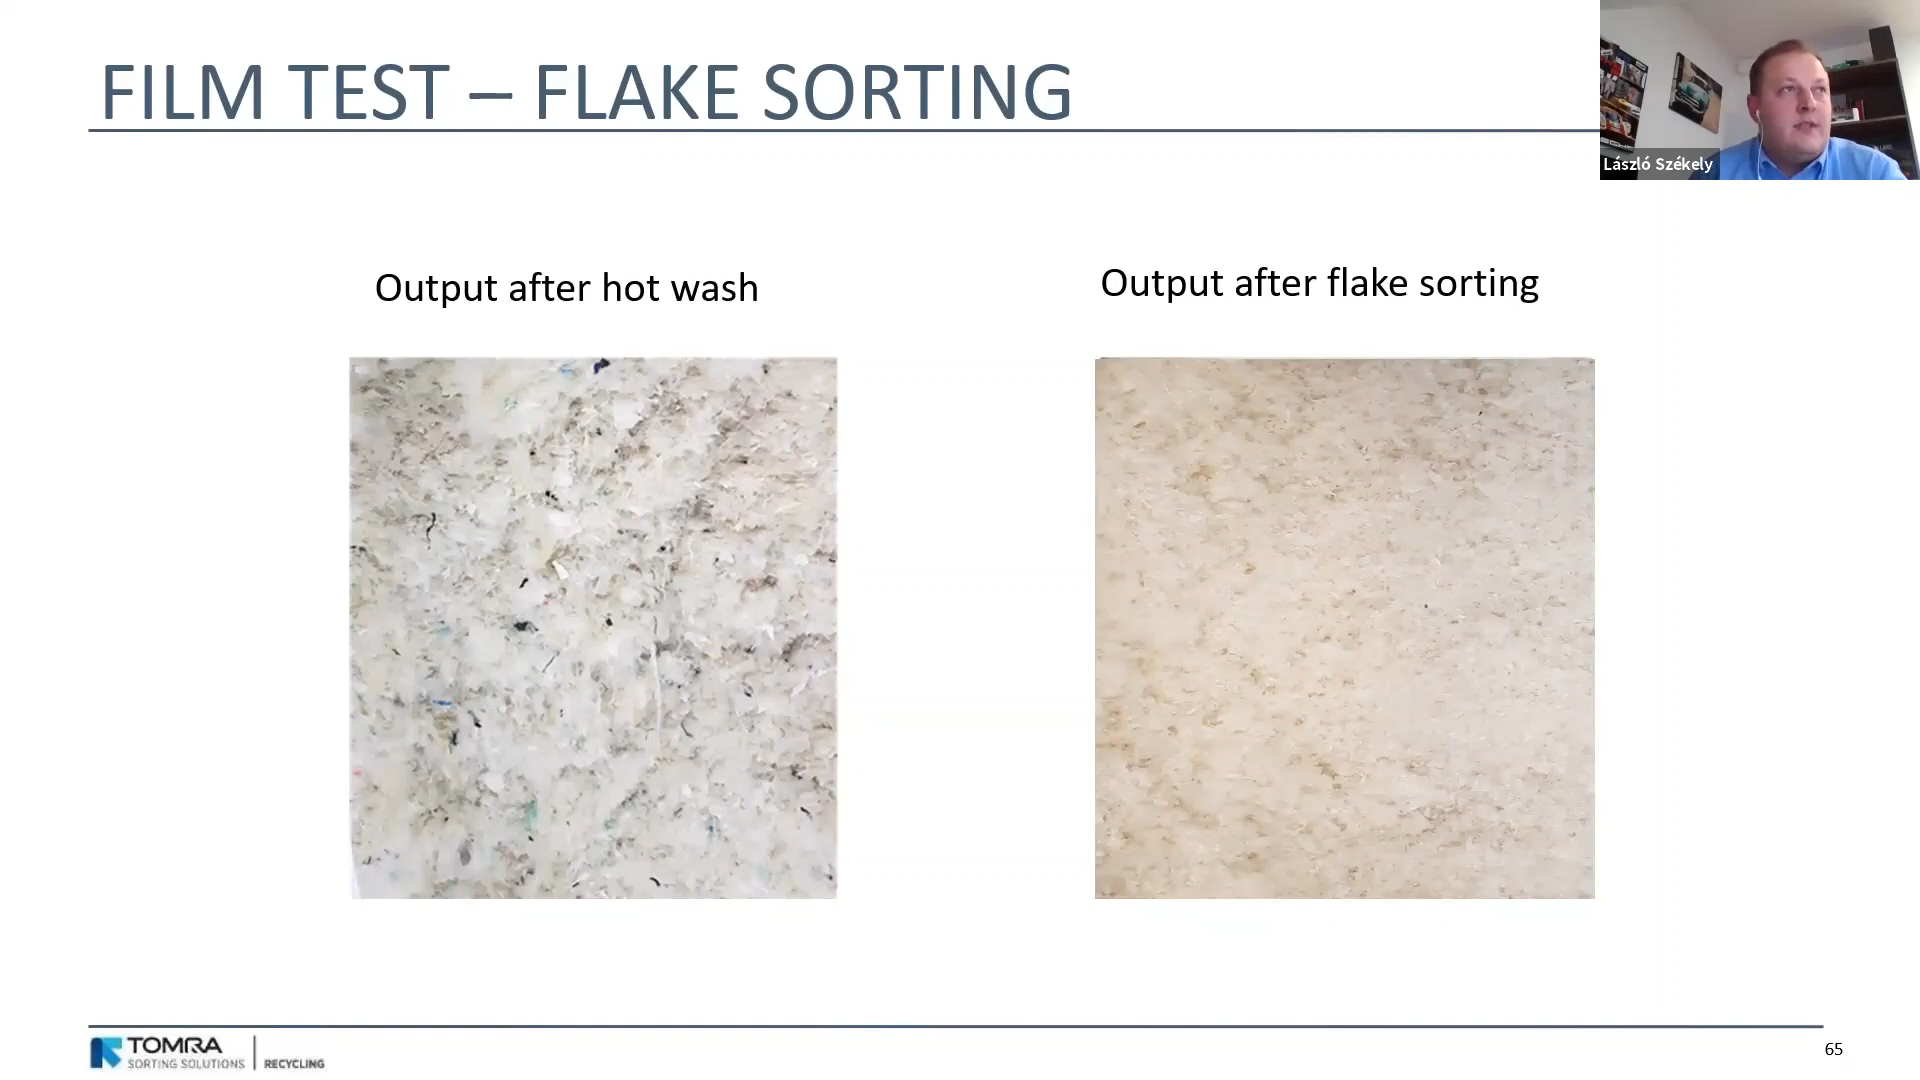 FILM TEST – FLAKE SORTING
László Székely
Output after hot wash
Output after flake sorting
TOMRA
SORTING SOLUTIONS
RECYCLING
65